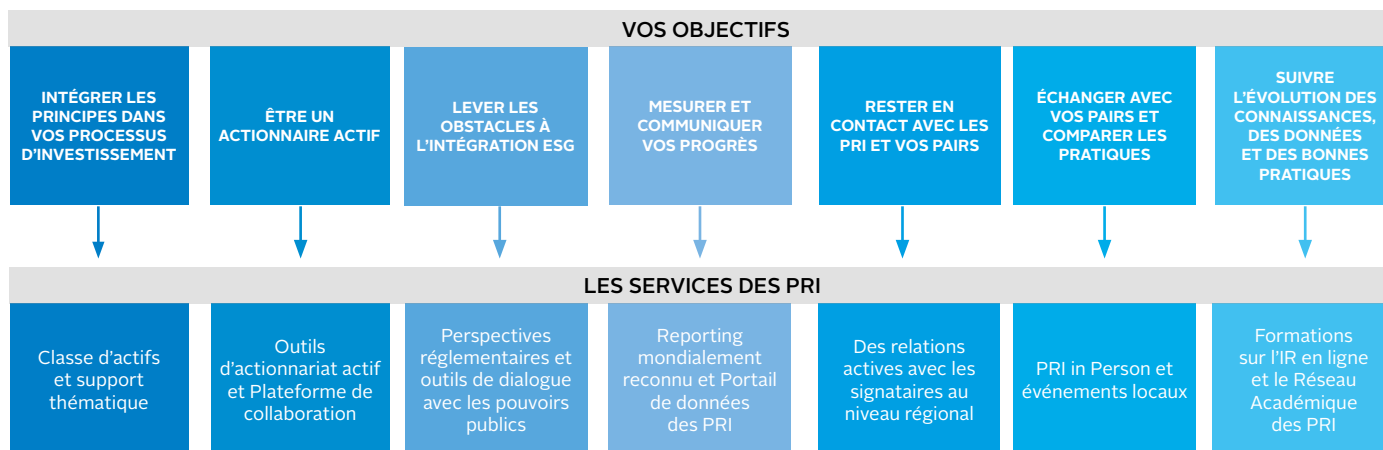 VOS OBJECTIFS
INTÉGRER LES
PRINCIPES DANS
VOS PROCESSUS
D'INVESTISSEMENT
ÊTRE UN
ACTIONNAIRE ACTIF
LEVER LES
OBSTACLES À
L'INTÉGRATION ESG
MESURER ET
COMMUNIQUER
VOS PROGRÈS
RESTER EN
CONTACT AVEC LES
PRI ET VOS PAIRS
ÉCHANGER AVEC
VOS PAIRS ET
COMPARER LES
PRATIQUES
SUIVRE
L'ÉVOLUTION DES
CONNAISSANCES,
DES DONNÉES
ET DES BONNES
PRATIQUES
LES SERVICES DES PRI
Classe d'actifs
et support
thématique
Outils
d'actionnariat actif
et Plateforme de
collaboration
Perspectives
réglementaires et
outils de dialogue
avec les pouvoirs
publics
Reporting
mondialement
reconnu et Portail
de données
des PRI
Des relations
actives avec les
signataires au
niveau régional
PRI in Person et
événements locaux
Formations
sur l'IR en ligne
et le Réseau
Académique
des PRI